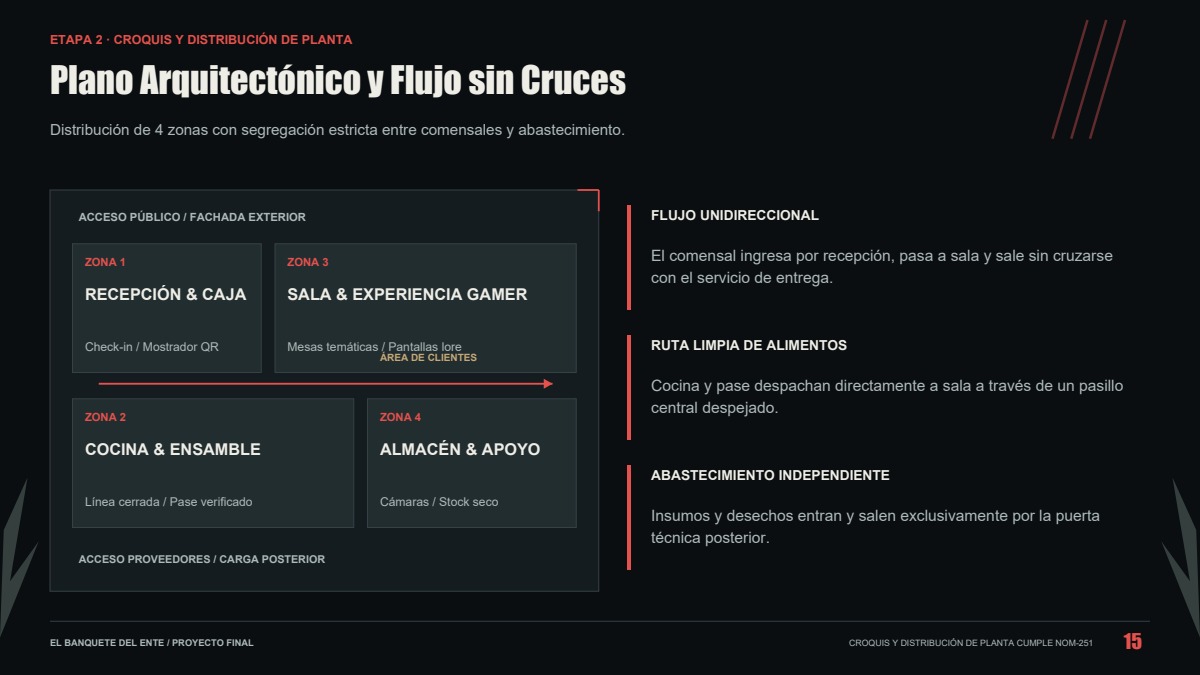 ETAPA 2 · CROQUIS Y DISTRIBUCIÓN DE PLANTA
Plano Arquitectónico y Flujo sin Cruces
Distribución de 4 zonas con segregación estricta entre comensales y abastecimiento.
ACCESO PÚBLICO / FACHADA EXTERIOR
ZONA 1
RECEPCIÓN & CAJA
Check-in / Mostrador QR
ZONA 3
SALA & EXPERIENCIA GAMER
Mesas temáticas / Pantallas lore
ÁREA DE CLIENTES
ZONA 2
COCINA & ENSAMBLE
Línea cerrada / Pase verificado
ZONA 4
ALMACÉN & APOYO
Cámaras / Stock seco
ACCESO PROVEEDORES / CARGA POSTERIOR
FLUJO UNIDIRECCIONAL
El comensal ingresa por recepción, pasa a sala y sale sin cruzarse
con el servicio de entrega.
RUTA LIMPIA DE ALIMENTOS
Cocina y pase despachan directamente a sala a través de un pasillo
central despejado.
ABASTECIMIENTO INDEPENDIENTE
Insumos y desechos entran y salen exclusivamente por la puerta
técnica posterior.
EL BANQUETE DEL ENTE / PROYECTO FINAL
CROQUIS Y DISTRIBUCIÓN DE PLANTA CUMPLE NOM-251
15